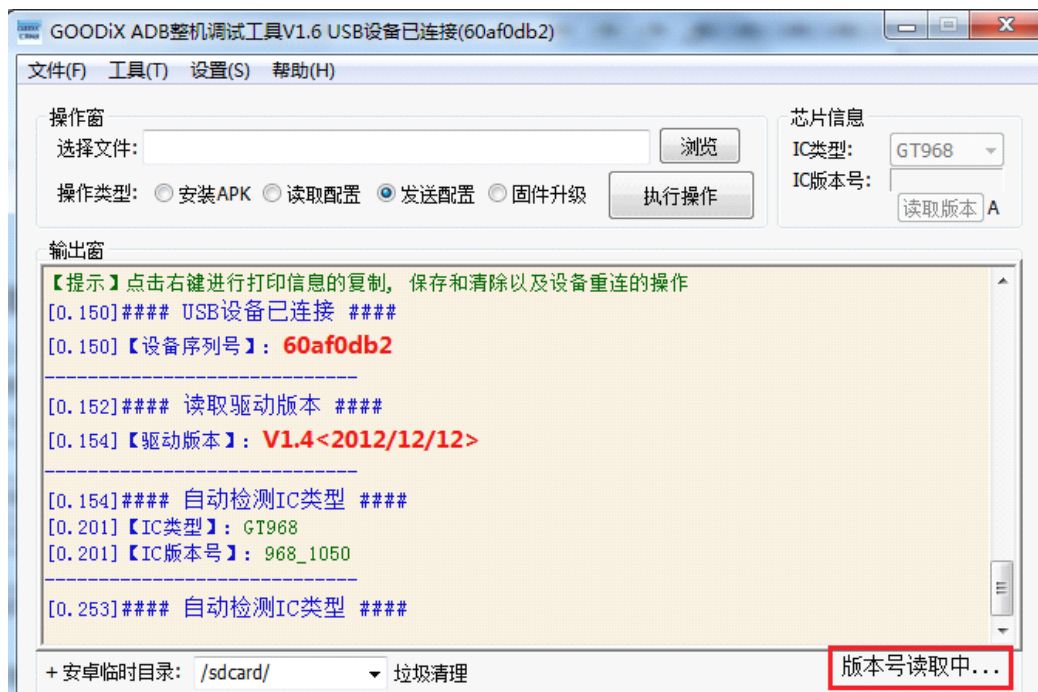 GOODiX ADB整机调试工具V1.6 USB设备已连接(60af0db2)
文件(F) 工具(T) 设置(S) 帮助(H)
操作窗
选择文件: 浏览
操作类型: 安装APK 读取配置 发送配置 固件升级 执行操作
芯片信息
IC类型: GT968
IC版本号:
读取版本 A
输出窗
【提示】点击右键进行打印信息的复制, 保存和清除以及设备重连的操作
[0.150]#### USB设备已连接 ####
[0.150]【设备序列号】: 60af0db2
-----------------------------
[0.152]#### 读取驱动版本 ####
[0.154]【驱动版本】: V1.4<2012/12/12>
-----------------------------
[0.154]#### 自动检测IC类型 ####
[0.201]【IC类型】: GT968
[0.201]【IC版本号】: 968_1050
-----------------------------
[0.253]#### 自动检测IC类型 ####
+安卓临时目录: /sdcard/ 垃圾清理
版本号读取中...